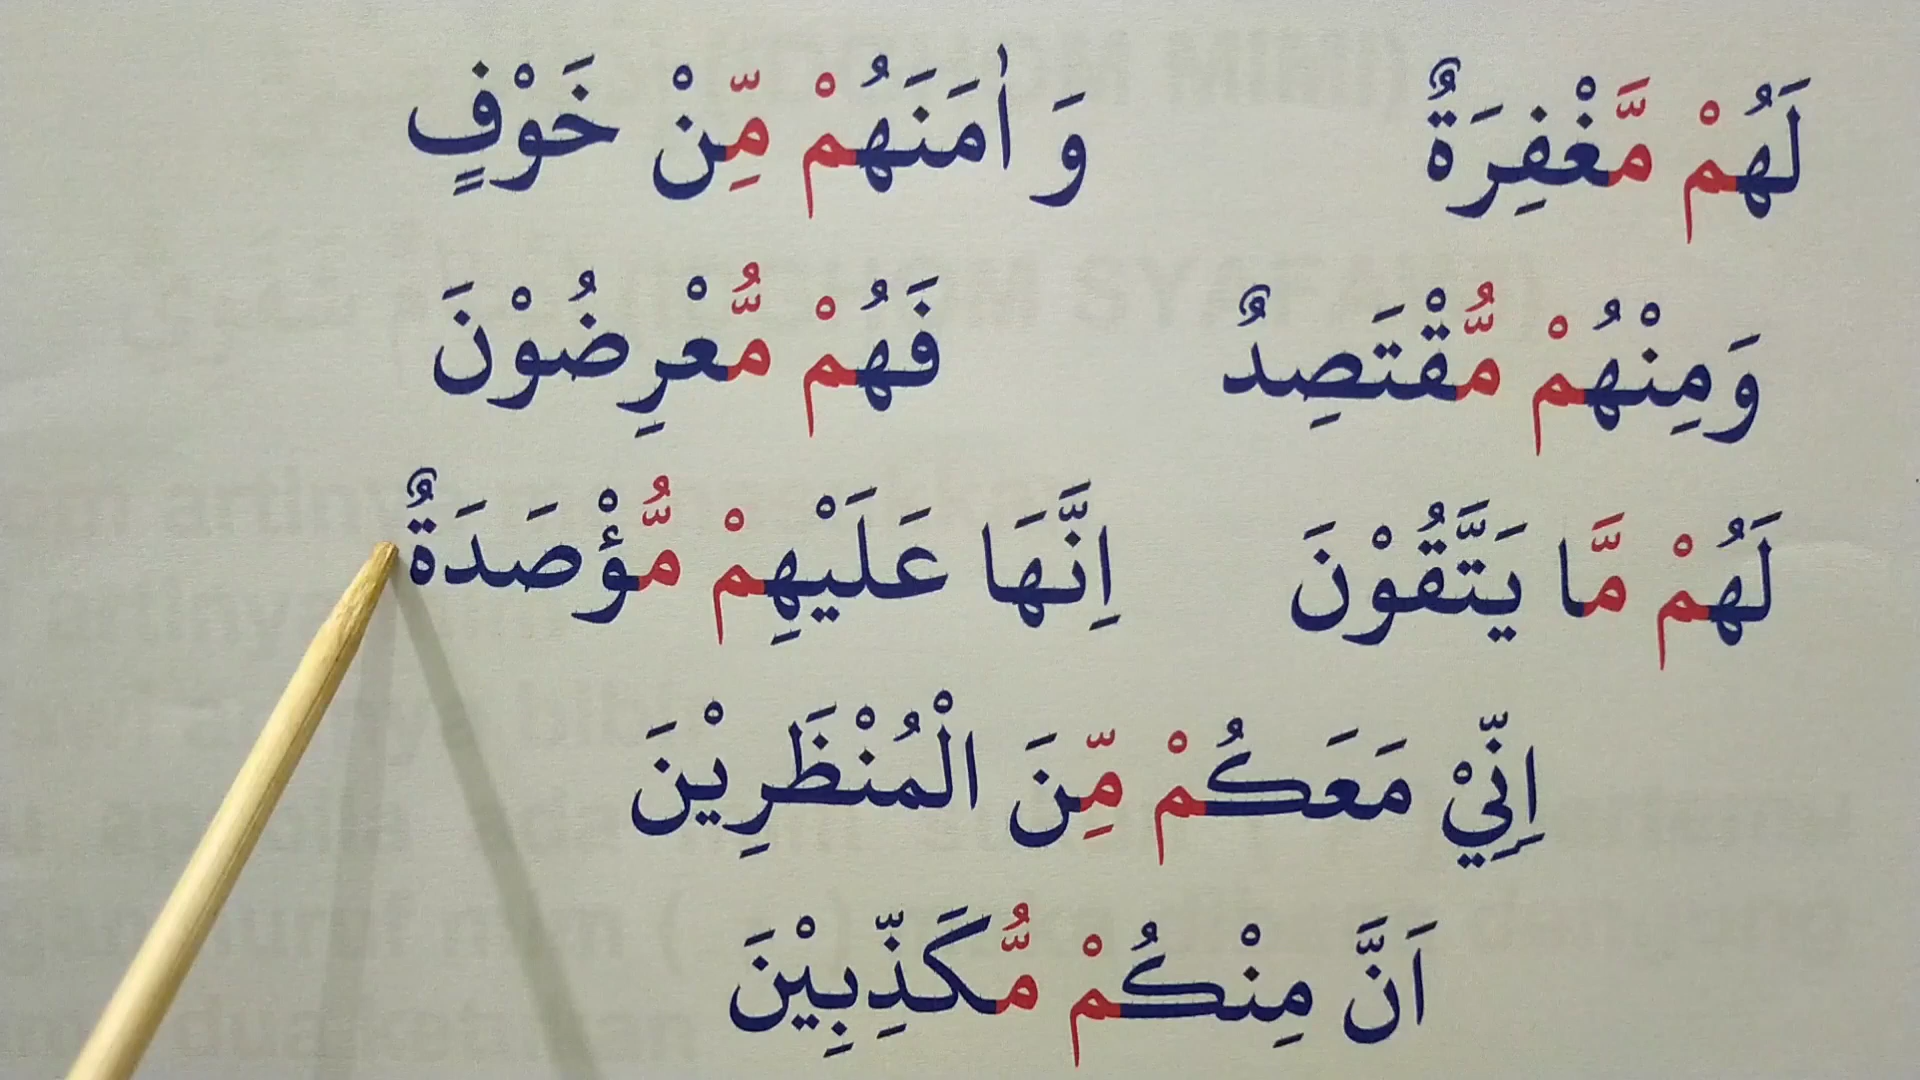 لَهُمْ مَّغْفِرَةٌ وَ اٰمَنَهُمْ مِّنْ خَوْفٍ
وَمِنْهُمْ مُّقْتَصِدٌ فَهُمْ مُّعْرِضُوْنَ
لَهُمْ مَّا يَتَّقُوْنَ اِنَّهَا عَلَيْهِمْ مُّؤْصَدَةٌ
اِنِّيْ مَعَكُمْ مِّنَ الْمُنْظَرِيْنَ
اَنَّ مِنْكُمْ مُّكَذِّبِيْنَ